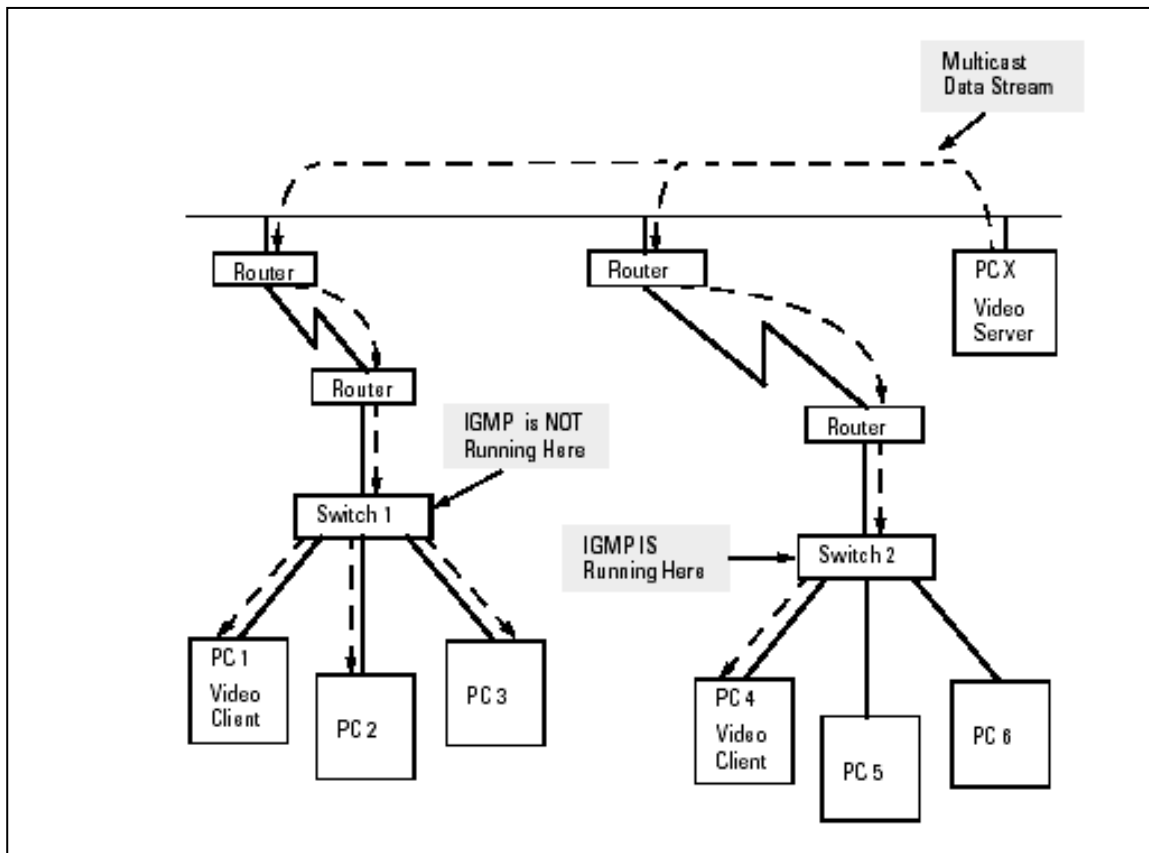 Multicast
Data Stream
Router
Router
PC X
Video
Server
Router
IGMP is NOT
Running Here
Router
Switch 1
IGMP IS
Running Here
Switch 2
PC 1
Video
Client
PC 2
PC 3
PC 4
Video
Client
PC 5
PC 6